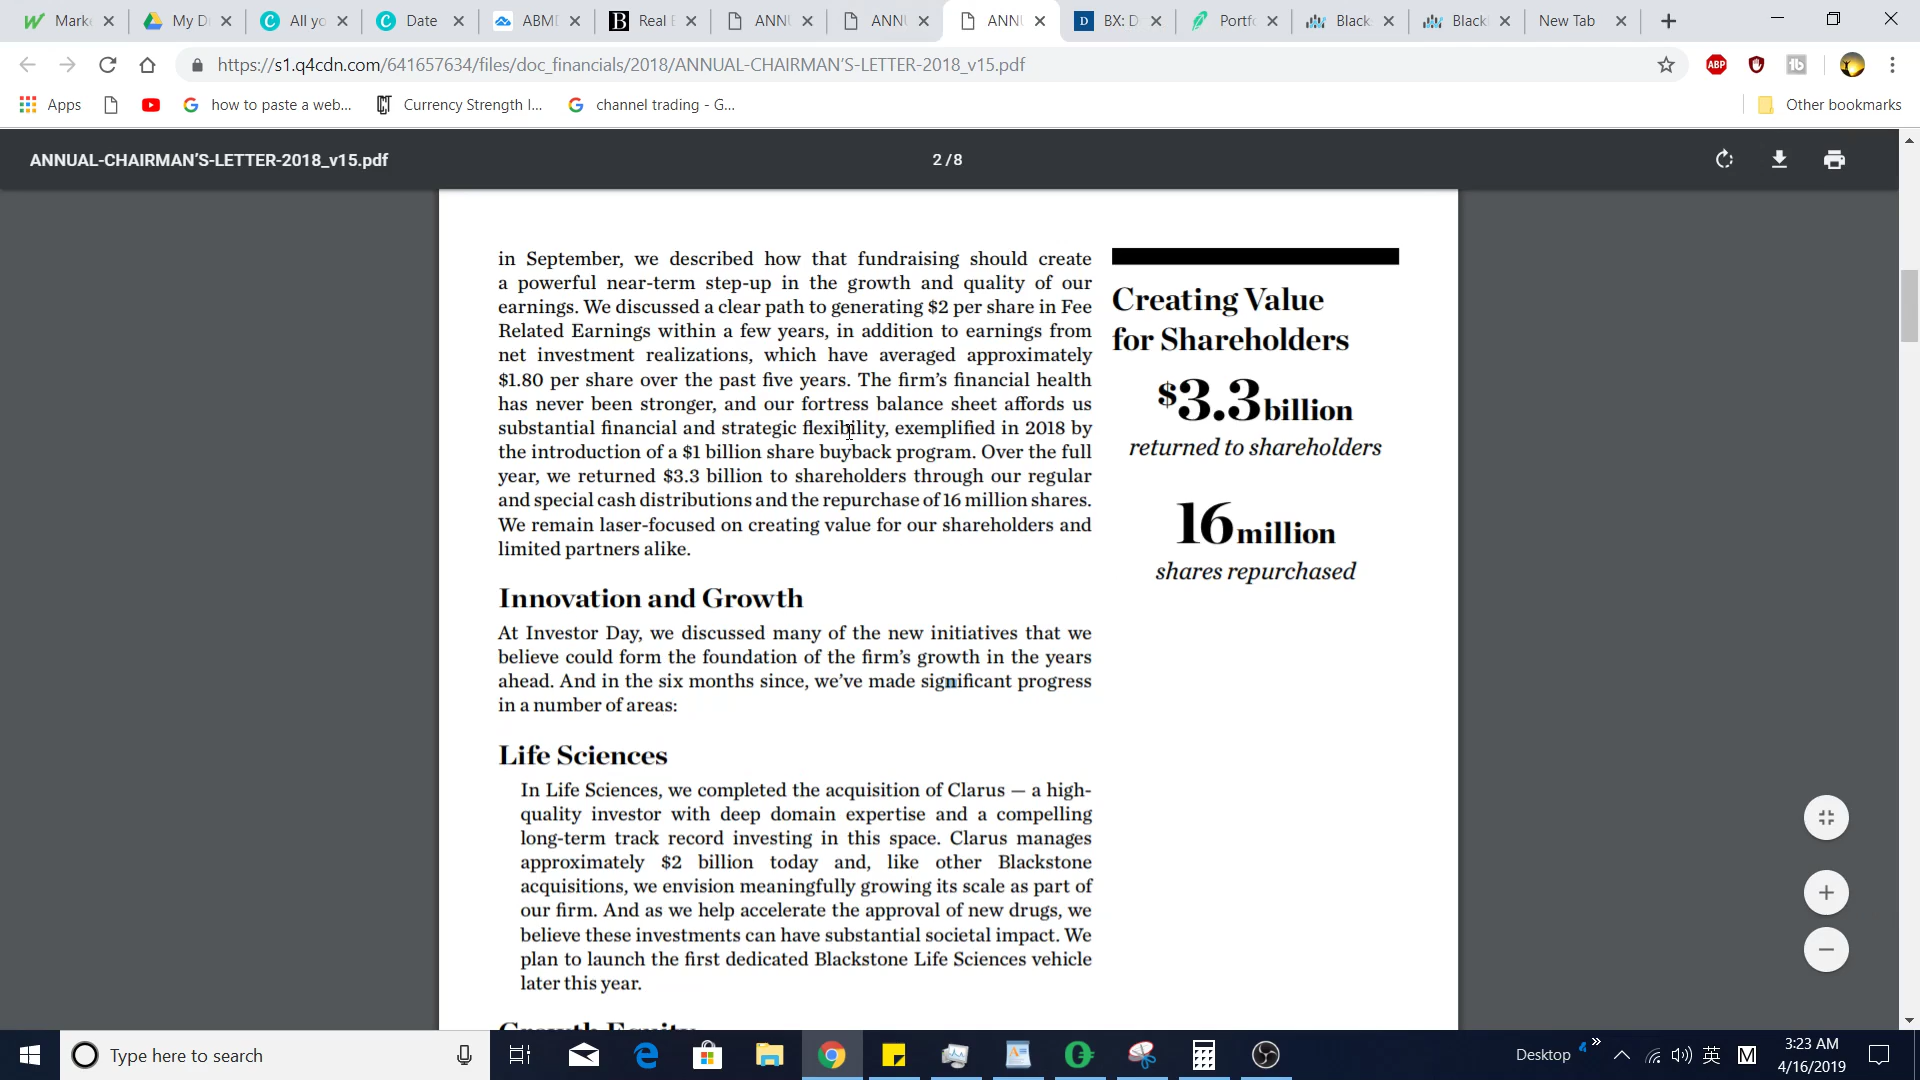 Marke
My D
All yo
Date
ABMD
Real E
ANNU
ANNU
ANNU
BX: D
Portfo
Black
Black
New Tab
https://s1.q4cdn.com/641657634/files/doc_financials/2018/ANNUAL-CHAIRMAN'S-LETTER-2018_v15.pdf
ABP
Apps
how to paste a web...
Currency Strength I...
channel trading - G...
Other bookmarks
ANNUAL-CHAIRMAN'S-LETTER-2018_v15.pdf
2 / 8
in September, we described how that fundraising should create
a powerful near-term step-up in the growth and quality of our
earnings. We discussed a clear path to generating $2 per share in Fee
Related Earnings within a few years, in addition to earnings from
net investment realizations, which have averaged approximately
$1.80 per share over the past five years. The firm's financial health
has never been stronger, and our fortress balance sheet affords us
substantial financial and strategic flexibility, exemplified in 2018 by
the introduction of a $1 billion share buyback program. Over the full
year, we returned $3.3 billion to shareholders through our regular
and special cash distributions and the repurchase of 16 million shares.
We remain laser-focused on creating value for our shareholders and
limited partners alike.
Creating Value
for Shareholders
$3.3 billion
returned to shareholders
16 million
shares repurchased
Innovation and Growth
At Investor Day, we discussed many of the new initiatives that we
believe could form the foundation of the firm's growth in the years
ahead. And in the six months since, we've made significant progress
in a number of areas:
Life Sciences
In Life Sciences, we completed the acquisition of Clarus — a high-
quality investor with deep domain expertise and a compelling
long-term track record investing in this space. Clarus manages
approximately $2 billion today and, like other Blackstone
acquisitions, we envision meaningfully growing its scale as part of
our firm. And as we help accelerate the approval of new drugs, we
believe these investments can have substantial societal impact. We
plan to launch the first dedicated Blackstone Life Sciences vehicle
later this year.
Growth Equity
Type here to search
Desktop
英
M
3:23 AM
4/16/2019